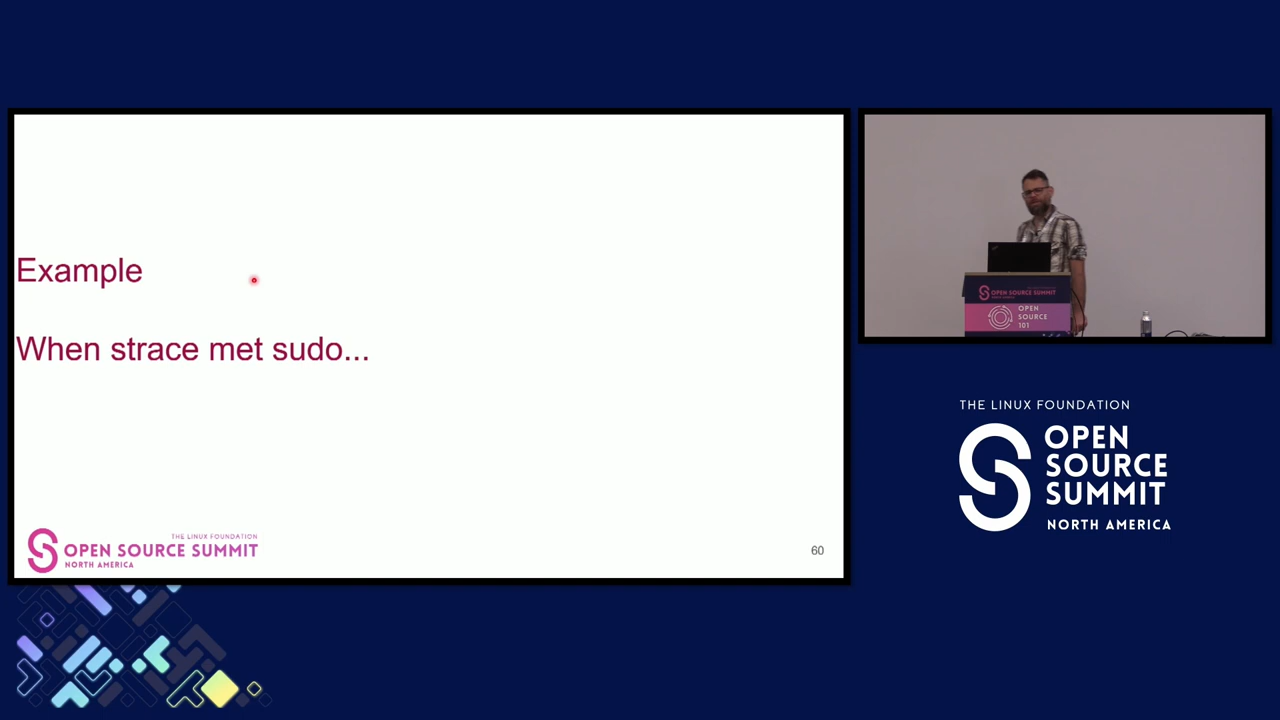 Example
When strace met sudo...
THE LINUX FOUNDATION
OPEN SOURCE SUMMIT
NORTH AMERICA
60
OPEN SOURCE SUMMIT
OPEN
SOURCE
101
THE LINUX FOUNDATION
OPEN
SOURCE
SUMMIT
NORTH AMERICA